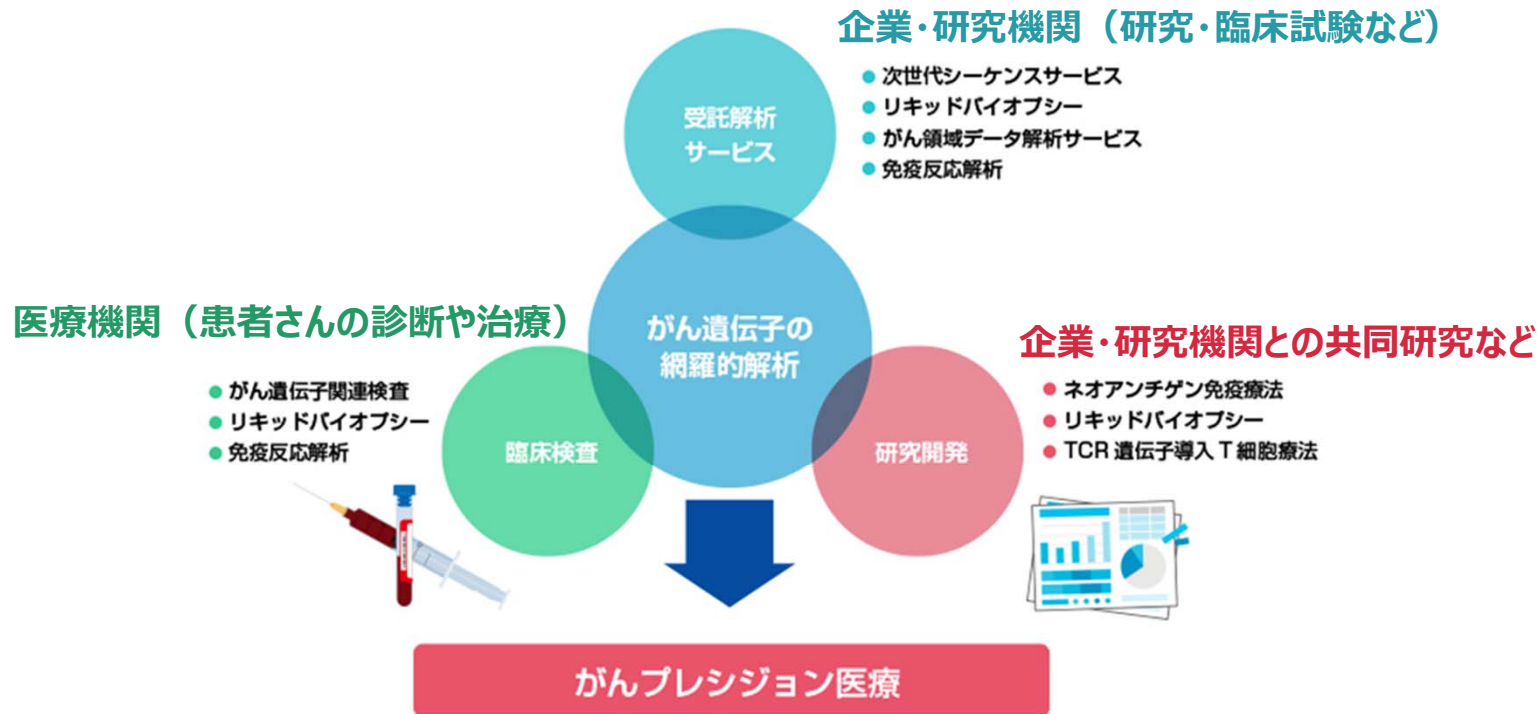 企業・研究機関（研究・臨床試験など）
● 次世代シーケンスサービス
● リキッドバイオプシー
● がん領域データ解析サービス
● 免疫反応解析
受託解析
サービス
がん遺伝子の
網羅的解析
医療機関（患者さんの診断や治療）
● がん遺伝子関連検査
● リキッドバイオプシー
● 免疫反応解析
臨床検査
企業・研究機関との共同研究など
● ネオアンチゲン免疫療法
● リキッドバイオプシー
● TCR 遺伝子導入 T 細胞療法
研究開発
がんプレシジョン医療